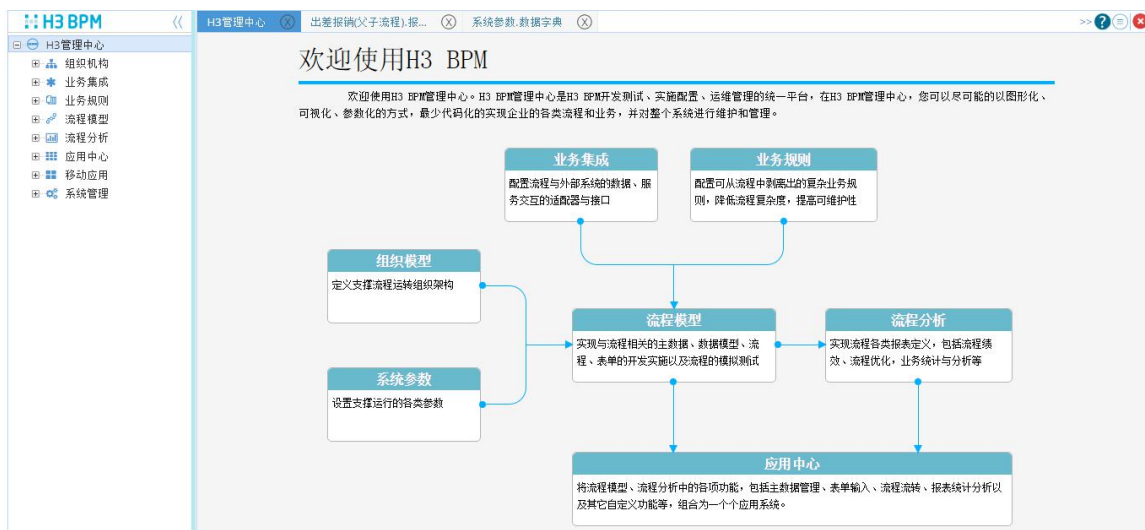 H3 BPM
H3管理中心
组织机构
业务集成
业务规则
流程模型
流程分析
应用中心
移动应用
系统管理
H3管理中心
出差报销(父子流程).报...
系统参数.数据字典
>>
欢迎使用H3 BPM
欢迎使用H3 BPM管理中心。H3 BPM管理中心是H3 BPM开发测试、实施配置、运维管理的统一平台，在H3 BPM管理中心，您可以尽可能的以图形化、
可视化、参数化的方式，最少代码化的实现企业的各类流程和业务，并对整个系统进行维护和管理。
业务集成
配置流程与外部系统的数据、服
务交互的适配器与接口
业务规则
配置可从流程中剥离出的复杂业务规
则，降低流程复杂度，提高可维护性
组织模型
定义支撑流程运转组织架构
流程模型
实现与流程相关的主数据、数据模型、流
程、表单的开发实施以及流程的模拟测试
流程分析
实现流程各类报表定义，包括流程绩
效、流程优化，业务统计与分析等
系统参数
设置支撑运行的各类参数
应用中心
将流程模型、流程分析中的各项功能，包括主数据管理、表单输入、流程流转、报表统计分析以
及其它自定义功能等，组合为一个个应用系统。